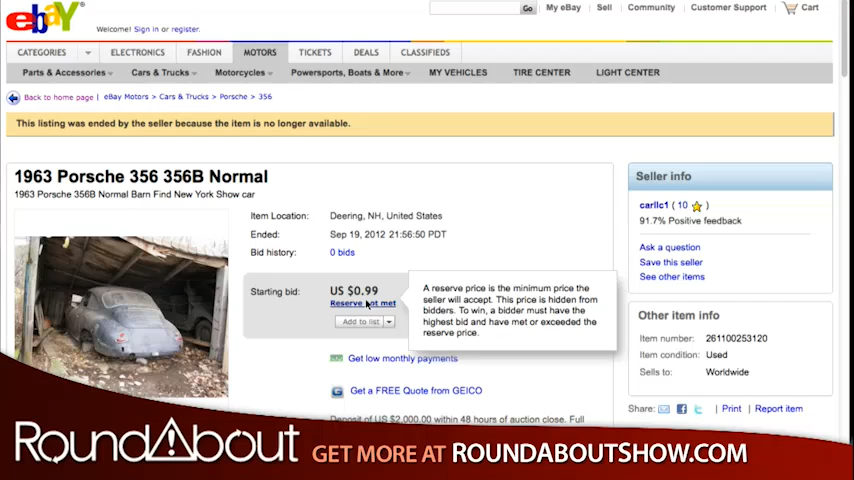 ebaY
Welcome! Sign in or register.
Go
My eBay
Sell
Community
Customer Support
Cart
CATEGORIES
ELECTRONICS
FASHION
MOTORS
TICKETS
DEALS
CLASSIFIEDS
Parts & Accessories
Cars & Trucks
Motorcycles
Powersports, Boats & More
MY VEHICLES
TIRE CENTER
LIGHT CENTER
Back to home page | eBay Motors > Cars & Trucks > Porsche > 356
This listing was ended by the seller because the item is no longer available.
1963 Porsche 356 356B Normal
1963 Porsche 356B Normal Barn Find New York Show car
Item Location: Deering, NH, United States
Ended: Sep 19, 2012 21:56:50 PDT
Bid history: 0 bids
Starting bid: US $0.99
Reserve not met
Add to list
A reserve price is the minimum price the
seller will accept. This price is hidden from
bidders. To win, a bidder must have the
highest bid and have met or exceeded the
reserve price.
Get low monthly payments
Get a FREE Quote from GEICO
Deposit of US $2,000.00 within 48 hours of auction close. Full
Seller info
carllc1 ( 10 )
91.7% Positive feedback
Ask a question
Save this seller
See other items
Other item info
Item number: 261100253120
Item condition: Used
Sells to: Worldwide
Share: | Print | Report item
RoundAbout GET MORE AT ROUNDABOUTSHOW.COM